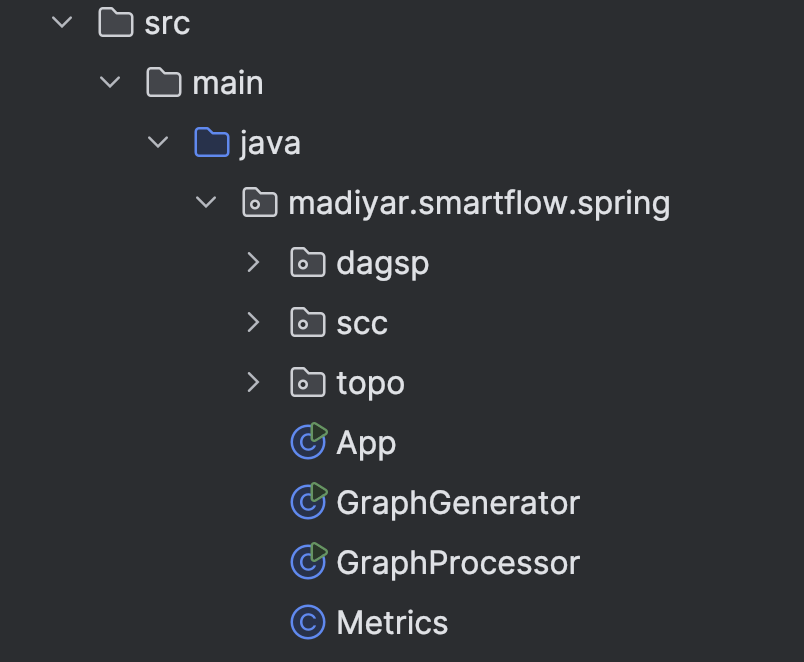 src
main
java
madiyar.smartflow.spring
dagsp
scc
topo
App
GraphGenerator
GraphProcessor
Metrics